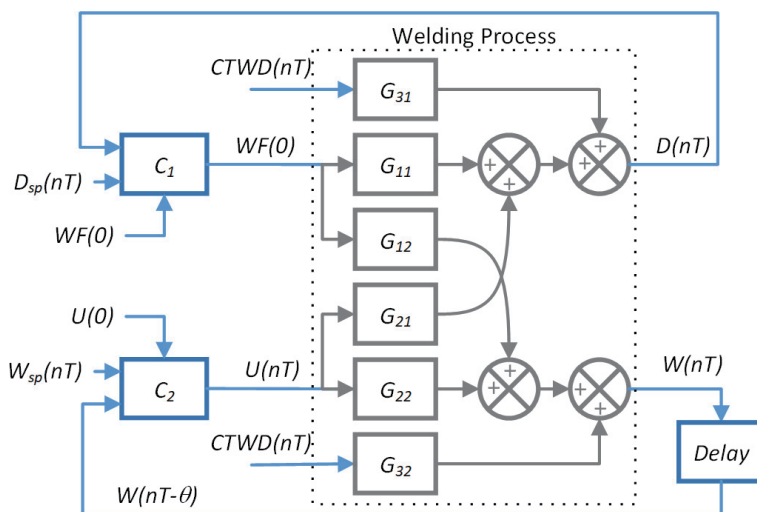 Welding Process
CTWD(nT)
G31
C1
WF(0)
G11
D(nT)
Dsp(nT)
WF(0)
G12
U(0)
G21
Wsp(nT)
C2
U(nT)
G22
W(nT)
CTWD(nT)
G32
Delay
W(nT-θ)
+
+
+
+
+
+
+
+